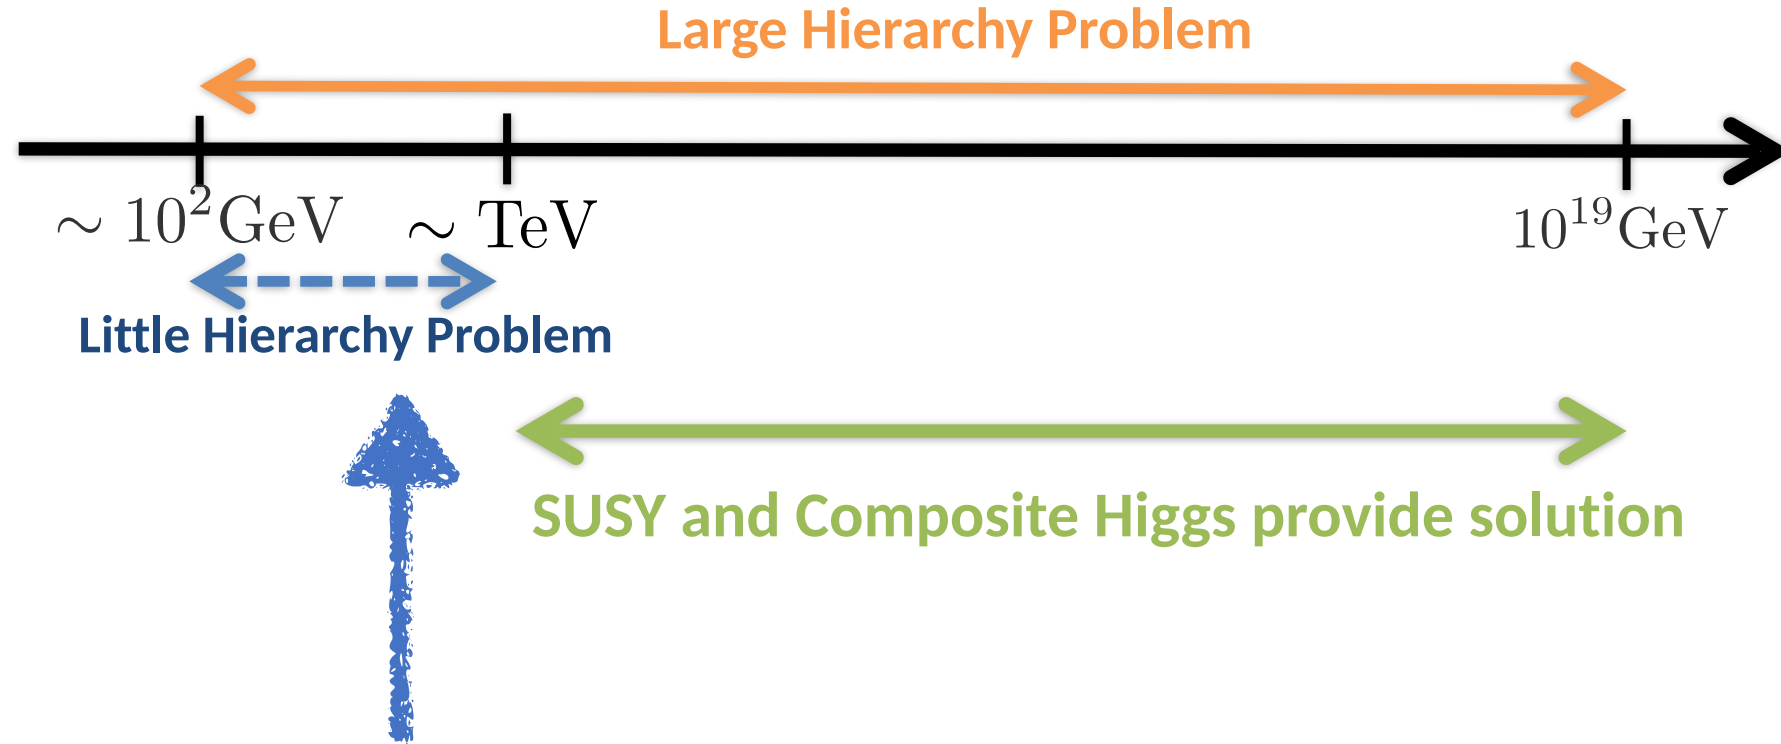 Large Hierarchy Problem
∼ 10²GeV ∼ TeV 10¹⁹GeV
Little Hierarchy Problem
SUSY and Composite Higgs provide solution